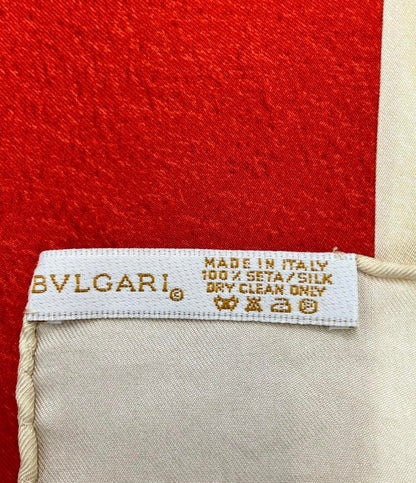 BVLGARI ©
MADE IN ITALY
100% SETA/SILK
DRY CLEAN ONLY